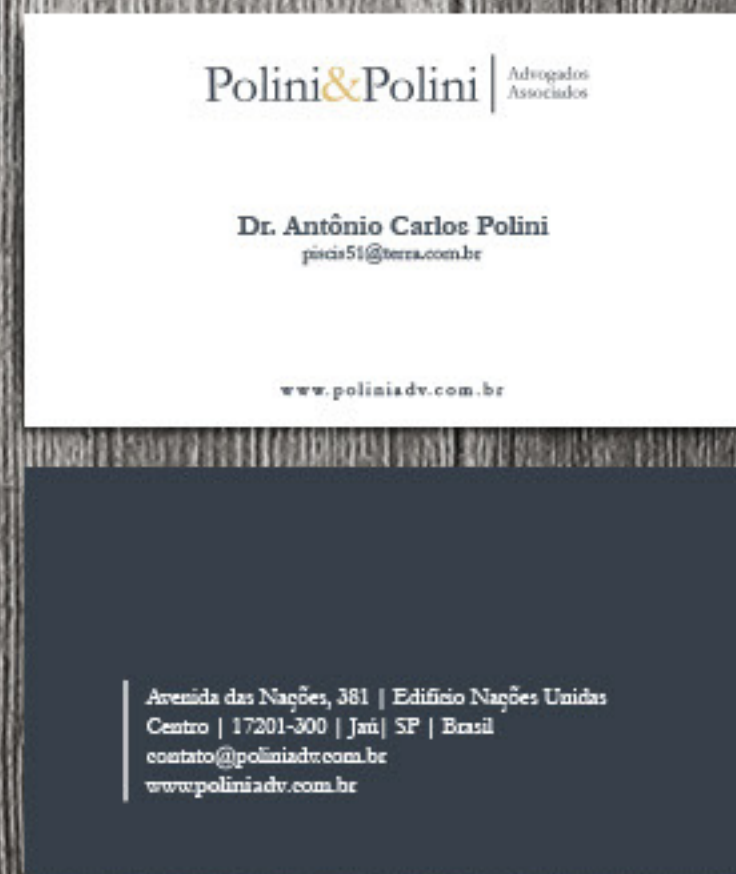 Polini&Polini | Advogados
Associados
Dr. Antônio Carlos Polini
piscis51@terra.com.br
www.poliniadv.com.br
Avenida das Nações, 381 | Edifício Nações Unidas
Centro | 17201-300 | Jaú| SP | Brasil
contato@poliniadv.com.br
www.poliniadv.com.br